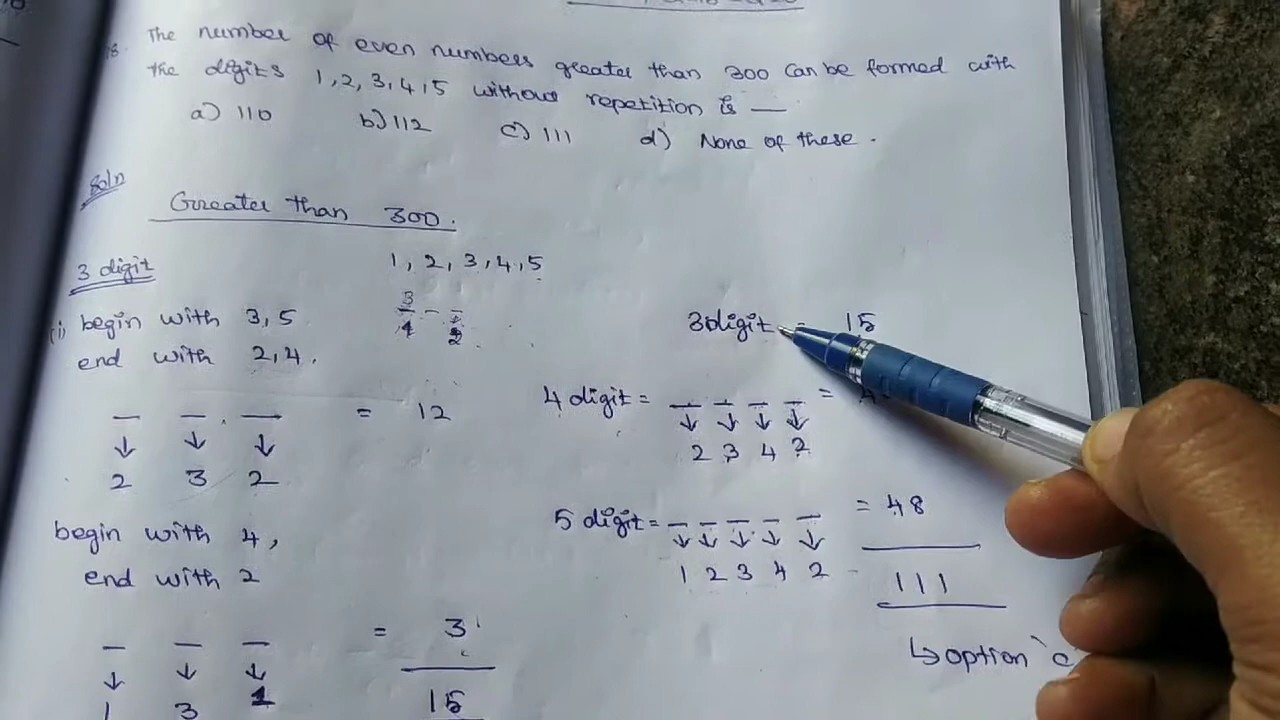 8. The number of even numbers greater than 300 can be formed with
the digits 1,2,3,4,5 without repetition is —
a) 110 b) 112 c) 111 d) None of these.
Soln
Greater than 300.
3 digit
1, 2, 3, 4, 5
(i) begin with 3, 5
end with 2,4.
3
2
= 12
2 3 2
begin with 4,
end with 2
= 3
1 3 1
15
3digit = 15
4 digit =
=
2 3 4 2
5 digit = = 48
1 2 3 4 2
111
↳ option 'c